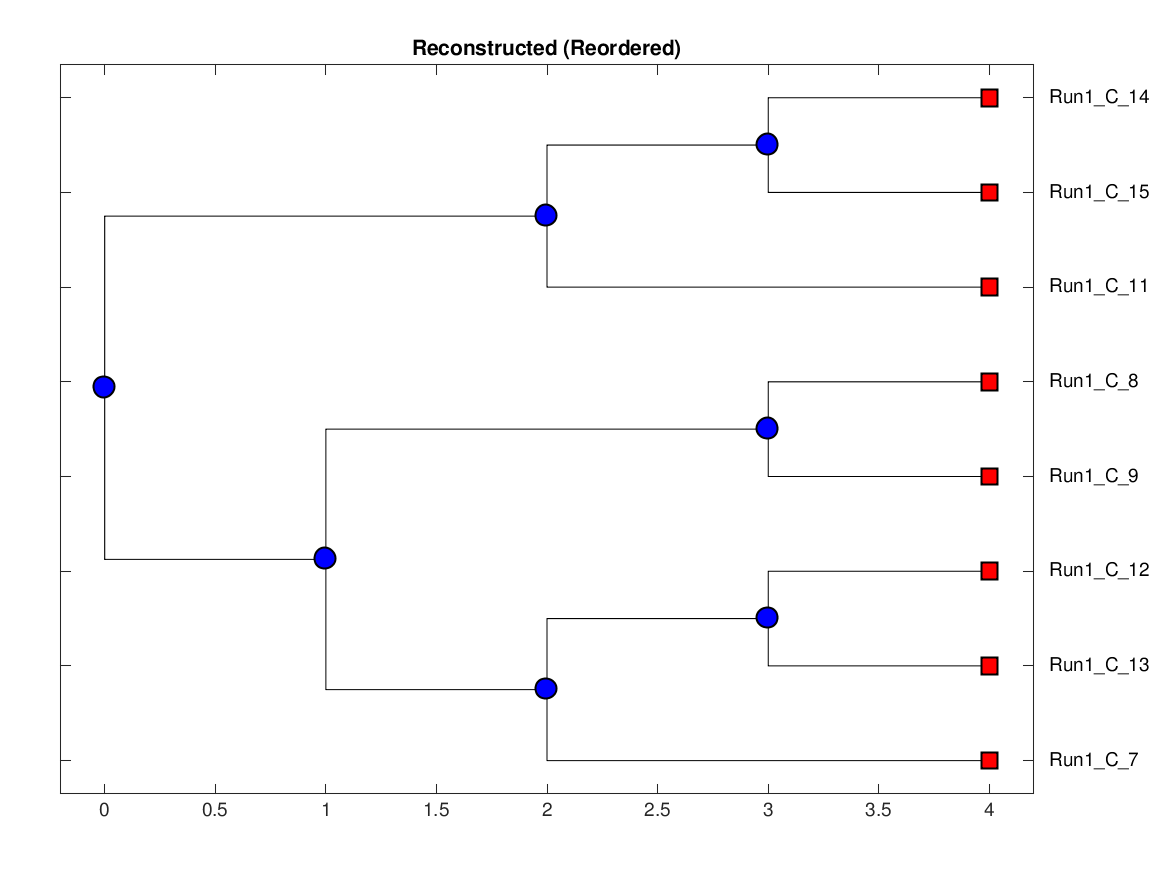 Reconstructed (Reordered)
Run1_C_14
Run1_C_15
Run1_C_11
Run1_C_8
Run1_C_9
Run1_C_12
Run1_C_13
Run1_C_7
0 0.5 1 1.5 2 2.5 3 3.5 4